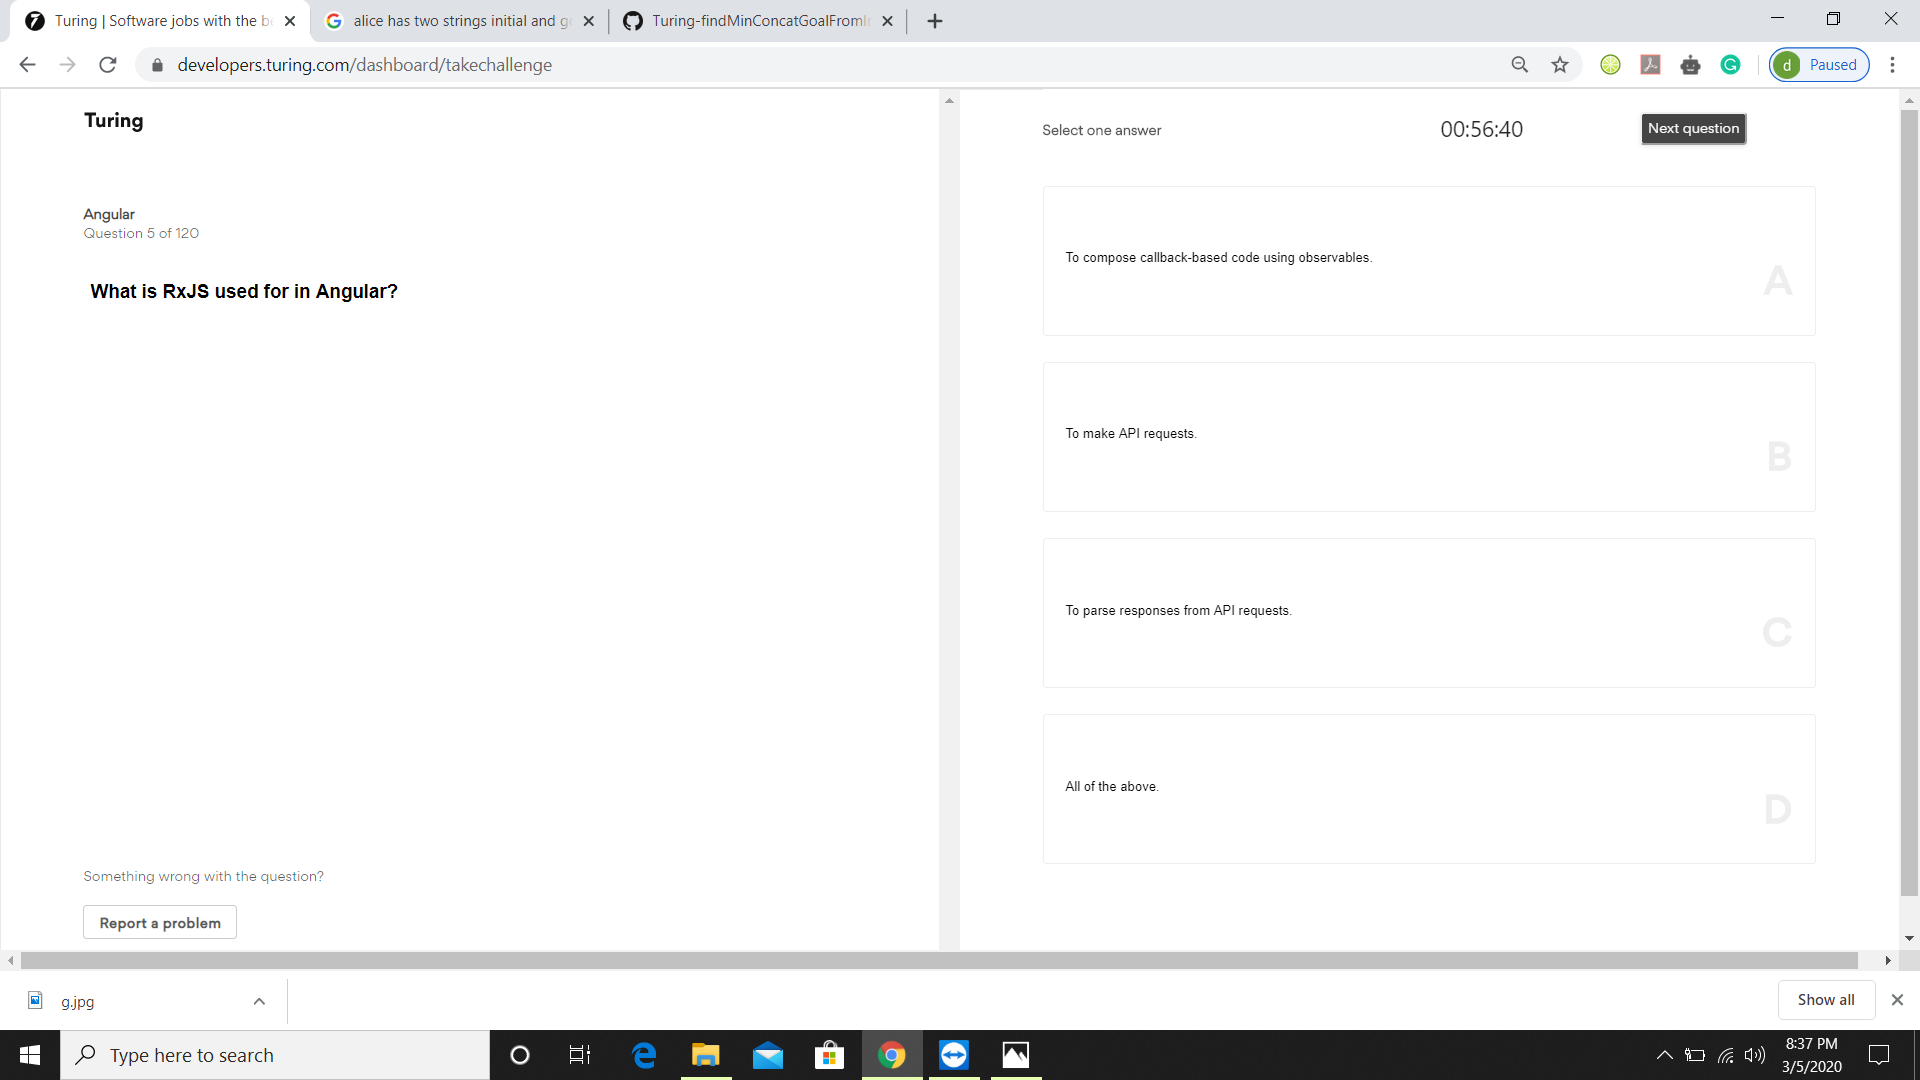 Turing | Software jobs with the be
alice has two strings initial and g
Turing-findMinConcatGoalFromI
developers.turing.com/dashboard/takechallenge
d Paused
Turing
Select one answer
00:56:40
Next question
Angular
Question 5 of 120
What is RxJS used for in Angular?
To compose callback-based code using observables.
A
To make API requests.
B
To parse responses from API requests.
C
All of the above.
D
Something wrong with the question?
Report a problem
g.jpg
Show all
Type here to search
8:37 PM
3/5/2020